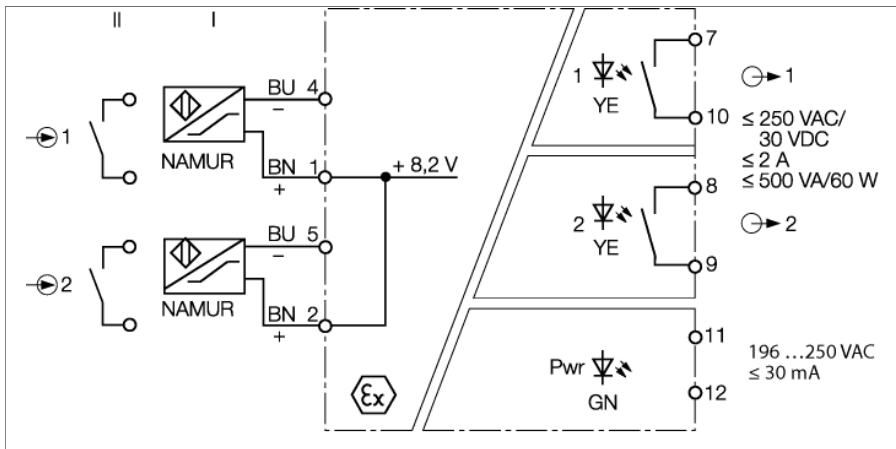 II I
1
NAMUR
BU 4
−
BN 1
+
+ 8,2 V
2
NAMUR
BU 5
−
BN 2
+
Ex
1
YE
7
10
1
≤ 250 VAC/
30 VDC
≤ 2 A
≤ 500 VA/60 W
2
YE
8
9
2
Pwr
GN
11
12
196 ...250 VAC
≤ 30 mA